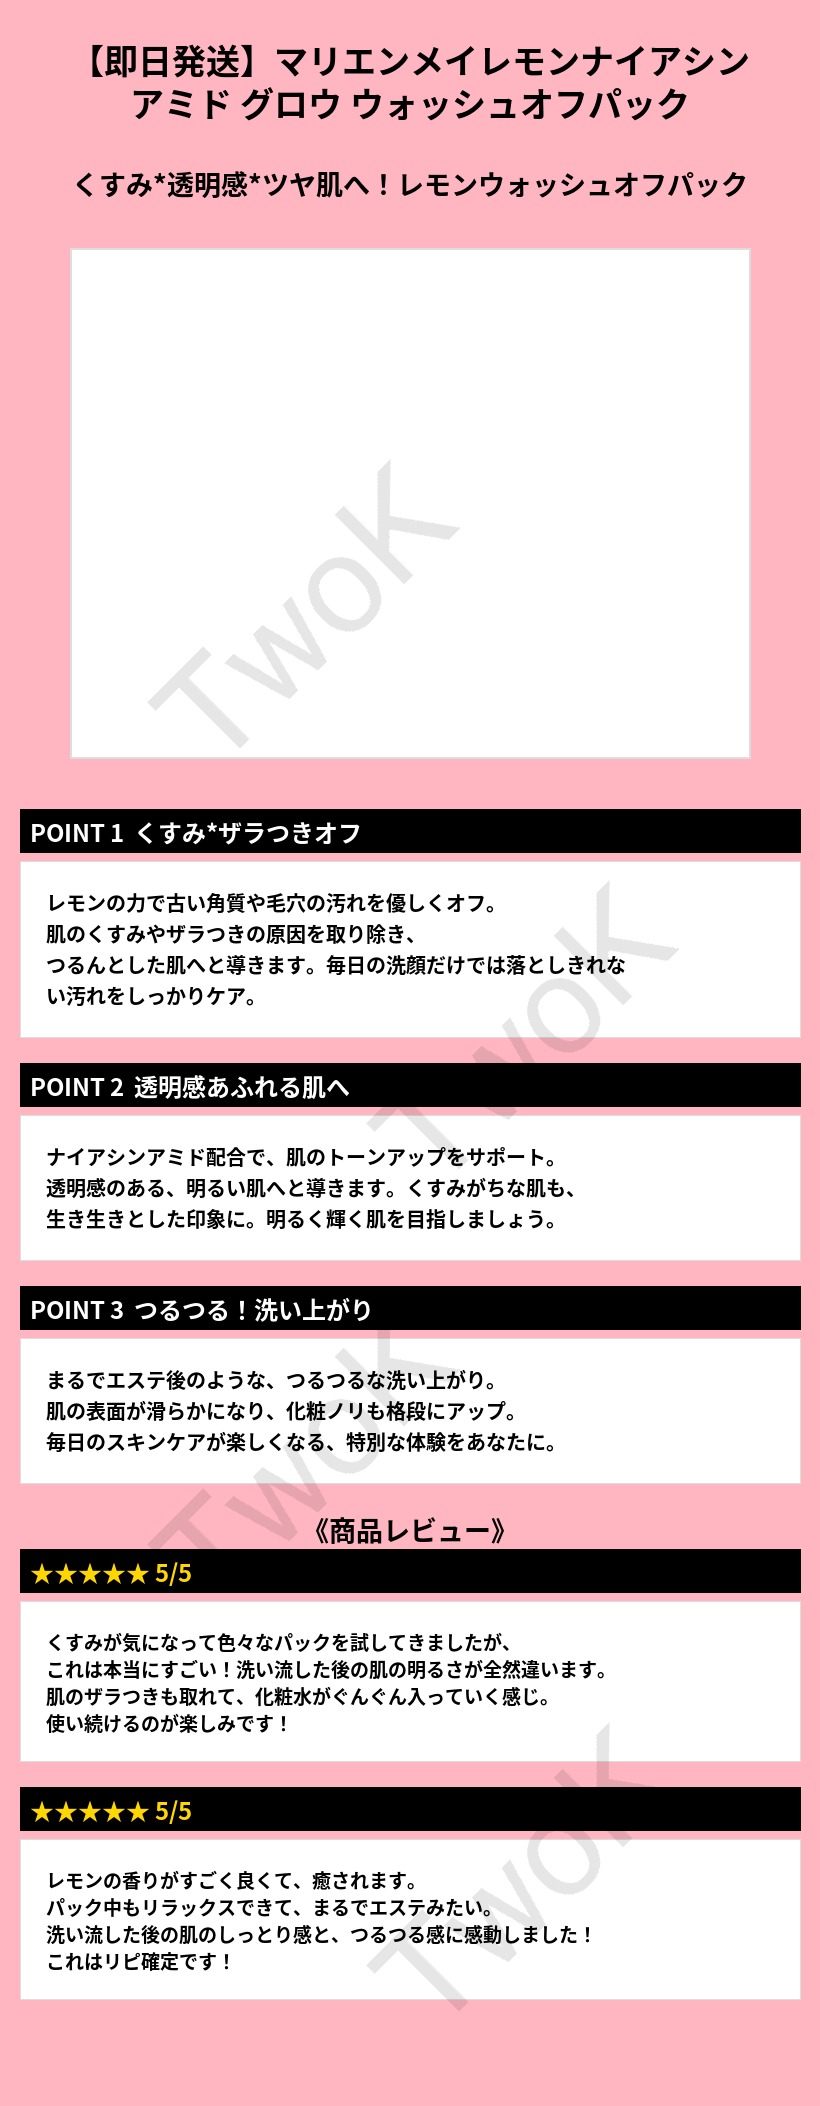 【即日発送】マリエンメイレモンナイアシン
アミド グロウ ウォッシュオフパック
くすみ*透明感*ツヤ肌へ！レモンウォッシュオフパック
TwoK
POINT 1 くすみ*ザラつきオフ
レモンの力で古い角質や毛穴の汚れを優しくオフ。
肌のくすみやザラつきの原因を取り除き、
つるんとした肌へと導きます。毎日の洗顔だけでは落としきれな
い汚れをしっかりケア。
TwoK
POINT 2 透明感あふれる肌へ
ナイアシンアミド配合で、肌のトーンアップをサポート。
透明感のある、明るい肌へと導きます。くすみがちな肌も、
生き生きとした印象に。明るく輝く肌を目指しましょう。
POINT 3 つるつる！洗い上がり
まるでエステ後のような、つるつるな洗い上がり。
肌の表面が滑らかになり、化粧ノリも格段にアップ。
毎日のスキンケアが楽しくなる、特別な体験をあなたに。
TwoK
《商品レビュー》
★★★★★ 5/5
くすみが気になって色々なパックを試してきましたが、
これは本当にすごい！洗い流した後の肌の明るさが全然違います。
肌のザラつきも取れて、化粧水がぐんぐん入っていく感じ。
使い続けるのが楽しみです！
★★★★★ 5/5
レモンの香りがすごく良くて、癒されます。
パック中もリラックスできて、まるでエステみたい。
洗い流した後の肌のしっとり感と、つるつる感に感動しました！
これはリピ確定です！
TwoK